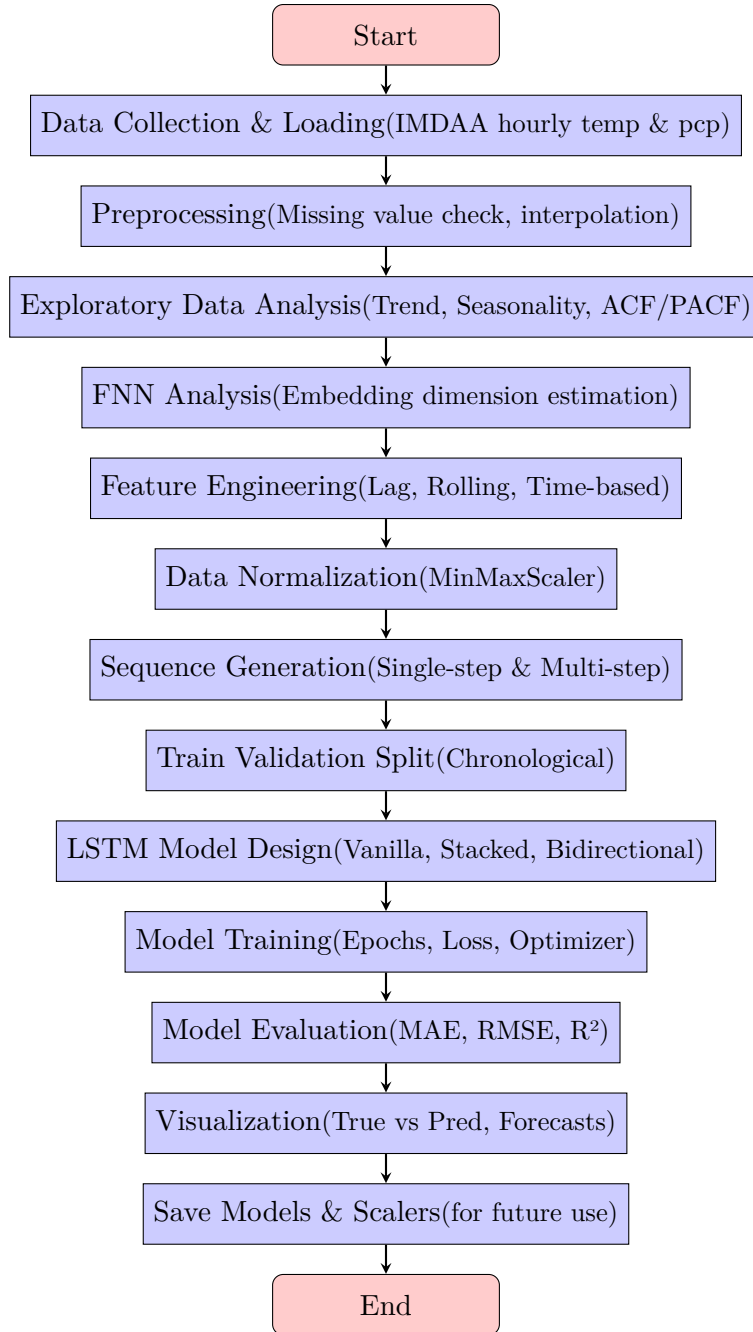 Start
Data Collection & Loading(IMDAA hourly temp & pcp)
Preprocessing(Missing value check, interpolation)
Exploratory Data Analysis(Trend, Seasonality, ACF/PACF)
FNN Analysis(Embedding dimension estimation)
Feature Engineering(Lag, Rolling, Time-based)
Data Normalization(MinMaxScaler)
Sequence Generation(Single-step & Multi-step)
Train Validation Split(Chronological)
LSTM Model Design(Vanilla, Stacked, Bidirectional)
Model Training(Epochs, Loss, Optimizer)
Model Evaluation(MAE, RMSE, R²)
Visualization(True vs Pred, Forecasts)
Save Models & Scalers(for future use)
End